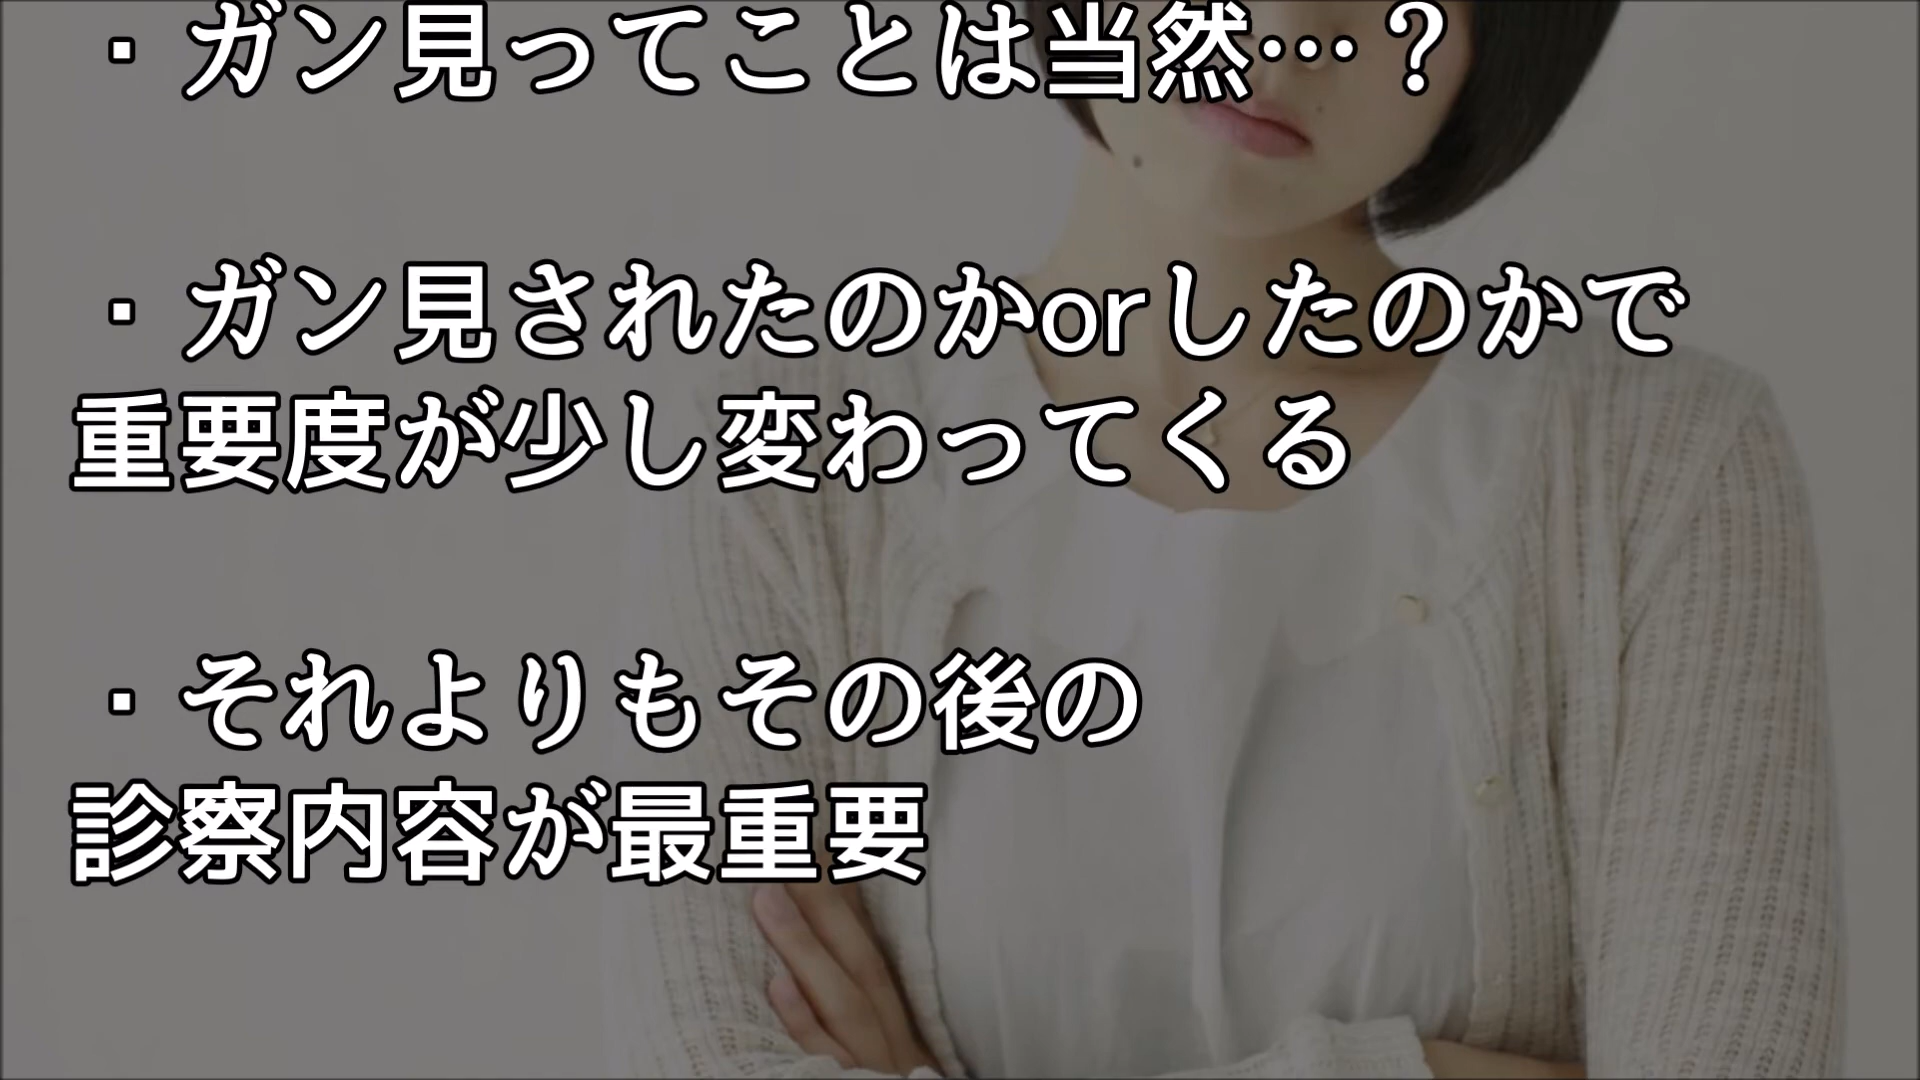 ・ガン見ってことは当然…？
・ガン見されたのかorしたのかで
重要度が少し変わってくる
・それよりもその後の
診察内容が最重要